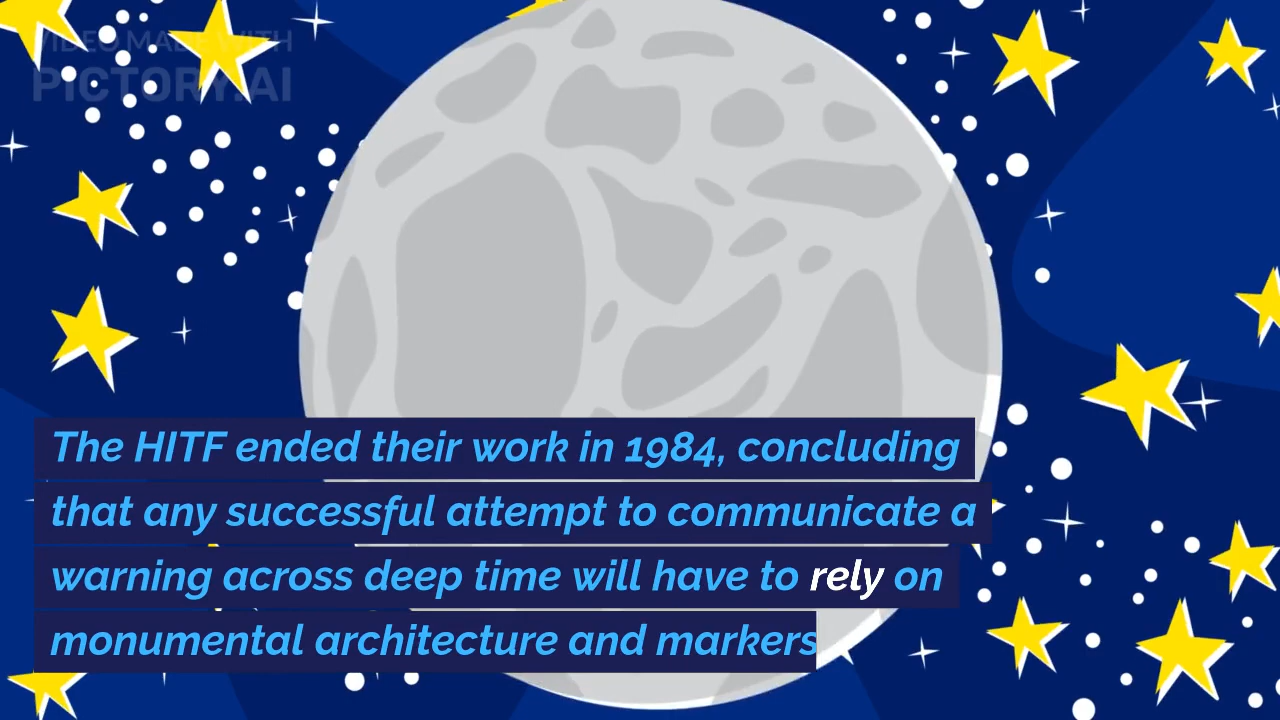 VIDEO MADE WITH
PICTORY.AI
The HITF ended their work in 1984, concluding
that any successful attempt to communicate a
warning across deep time will have to rely on
monumental architecture and markers